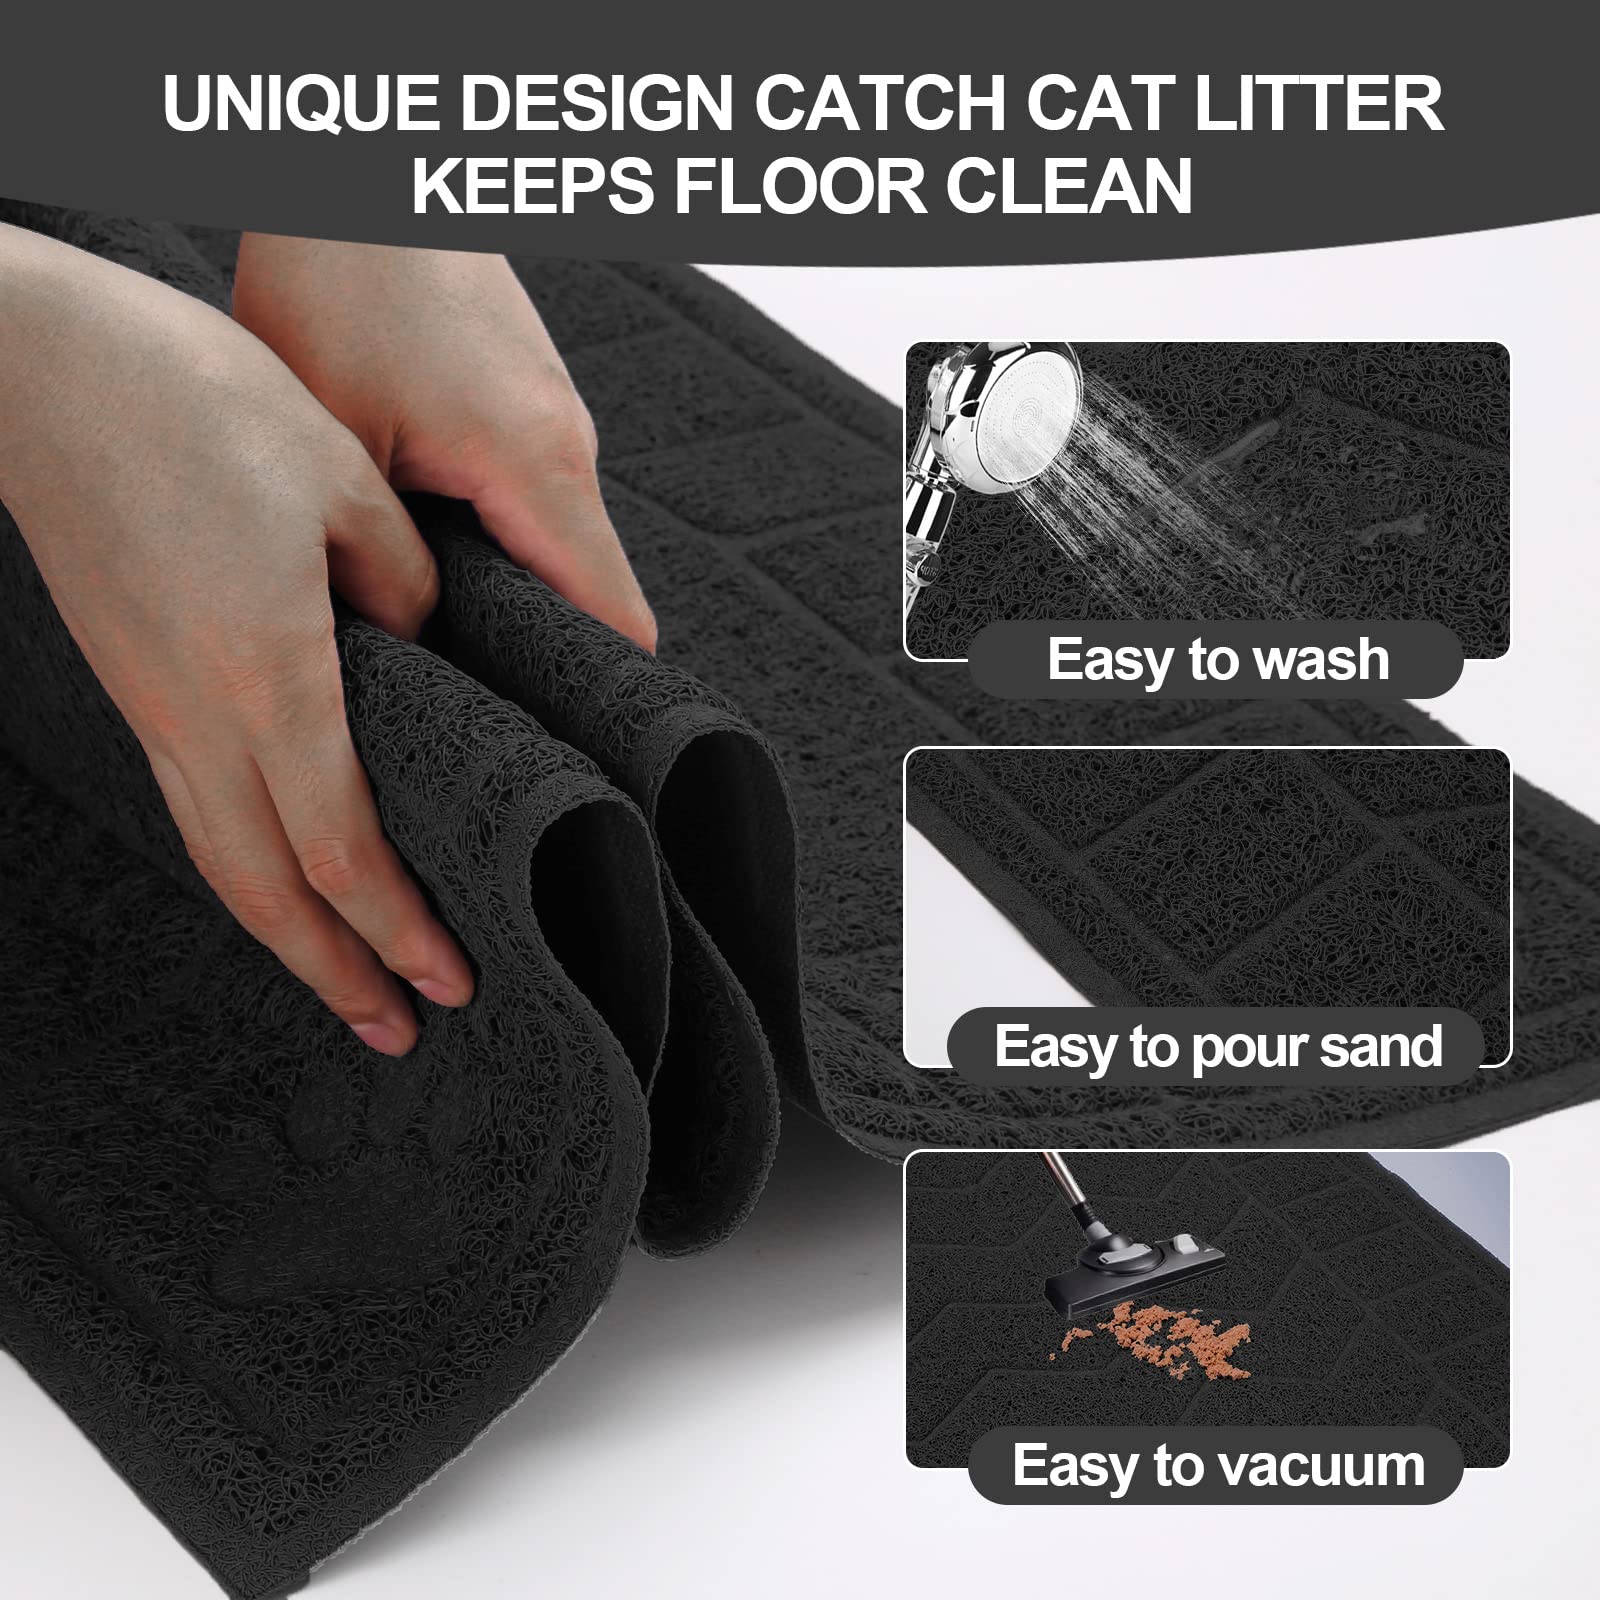 UNIQUE DESIGN CATCH CAT LITTER
KEEPS FLOOR CLEAN
Easy to wash
Easy to pour sand
Easy to vacuum